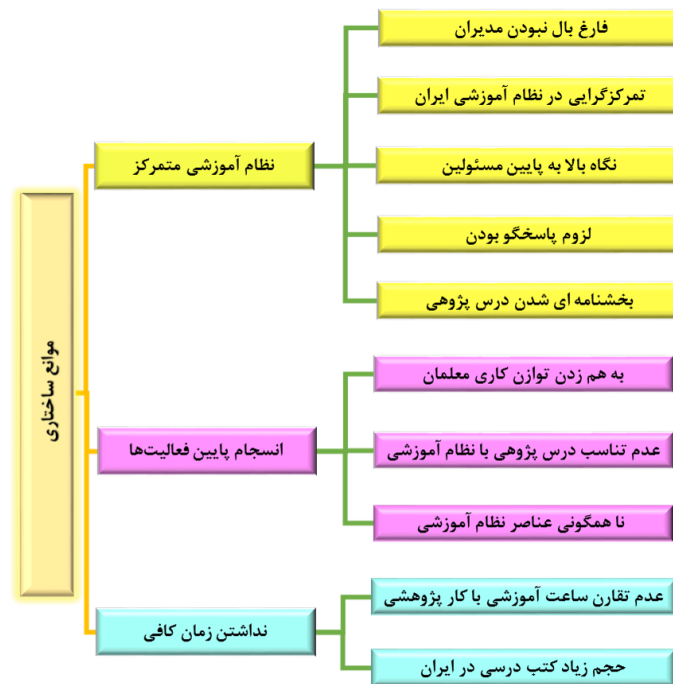 موانع ساختاری
نظام آموزشی متمرکز
فارغ بال نبودن مدیران
تمرکزگرایی در نظام آموزشی ایران
نگاه بالا به پایین مسئولین
لزوم پاسخگو بودن
بخشنامه ای شدن درس پژوهی
انسجام پایین فعالیت‌ها
به هم زدن توازن کاری معلمان
عدم تناسب درس پژوهی با نظام آموزشی
نا همگونی عناصر نظام آموزشی
نداشتن زمان کافی
عدم تقارن ساعت آموزشی با کار پژوهشی
حجم زیاد کتب درسی در ایران